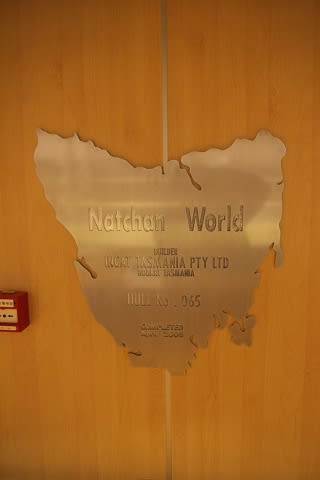 Natchan World
BUILDER
INCAT TASMANIA PTY LTD
HOBART TASMANIA
HULL No . 065
COMPLETED
2008